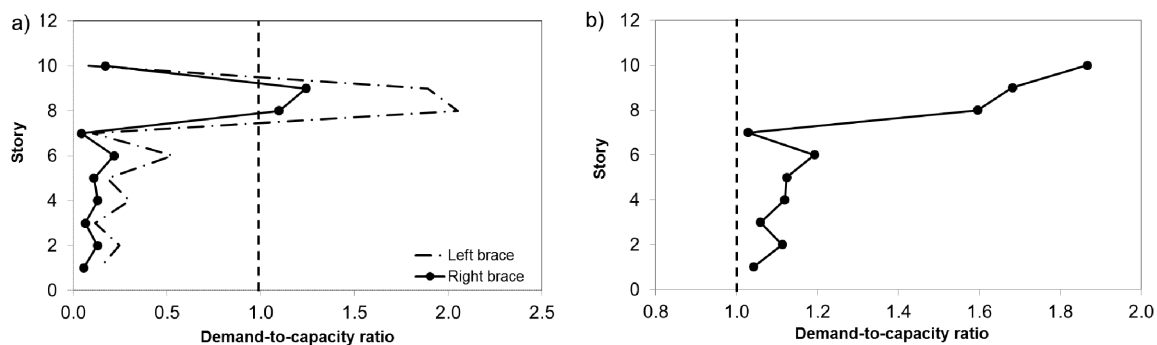 a)
12
10
8
6
4
2
0
Story
0.0 0.5 1.0 1.5 2.0 2.5
Demand-to-capacity ratio
Left brace
Right brace
b)
12
10
8
6
4
2
0
Story
0.8 1.0 1.2 1.4 1.6 1.8 2.0
Demand-to-capacity ratio